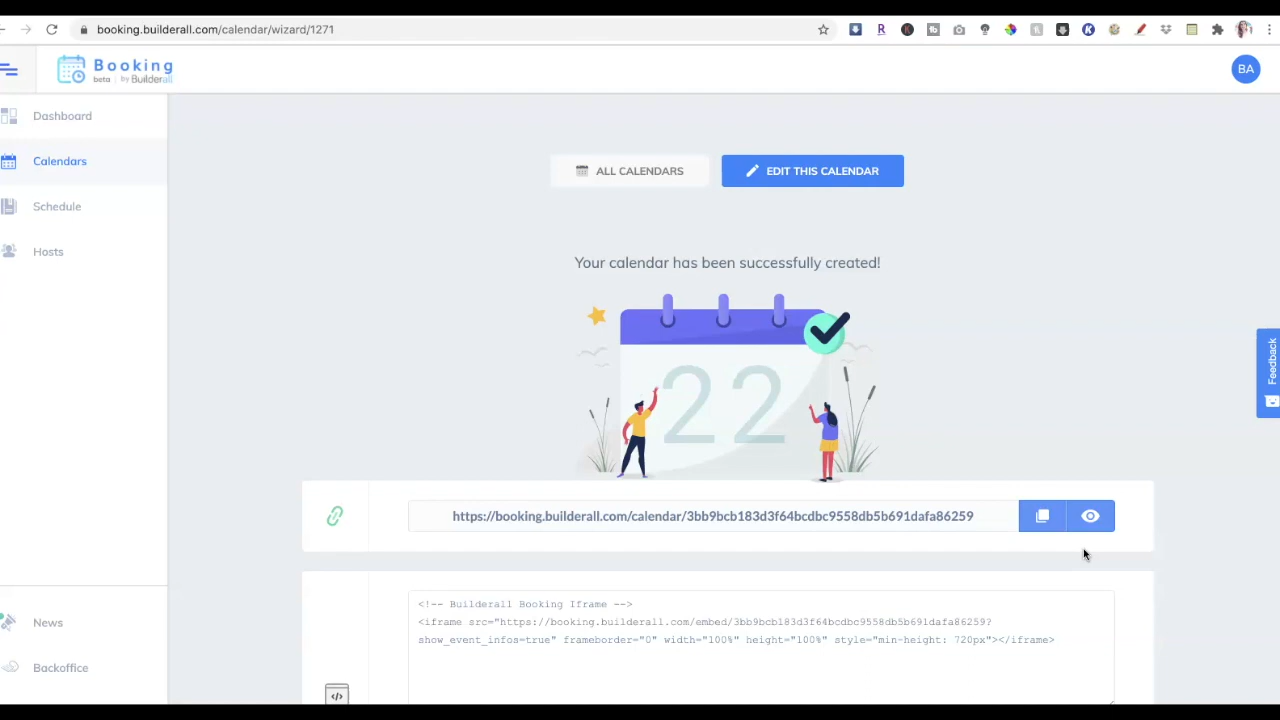 booking.builderall.com/calendar/wizard/1271
Booking
beta | by Builderall
BA
Dashboard
Calendars
Schedule
Hosts
News
Backoffice
ALL CALENDARS
EDIT THIS CALENDAR
Your calendar has been successfully created!
22
https://booking.builderall.com/calendar/3bb9bcb183d3f64bcdbc9558db5b691dafa86259
<!-- Builderall Booking Iframe -->
<iframe src="https://booking.builderall.com/embed/3bb9bcb183d3f64bcdbc9558db5b691dafa86259?
show_event_infos=true" frameborder="0" width="100%" height="100%" style="min-height: 720px"></iframe>
</>
Feedback